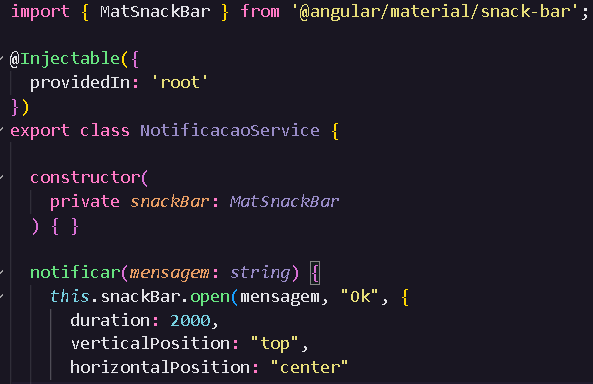 import { MatSnackBar } from '@angular/material/snack-bar';
@Injectable({
providedIn: 'root'
})
export class NotificacaoService {
constructor(
private snackBar: MatSnackBar
) { }
notificar(mensagem: string) {
this.snackBar.open(mensagem, "Ok", {
duration: 2000,
verticalPosition: "top",
horizontalPosition: "center"